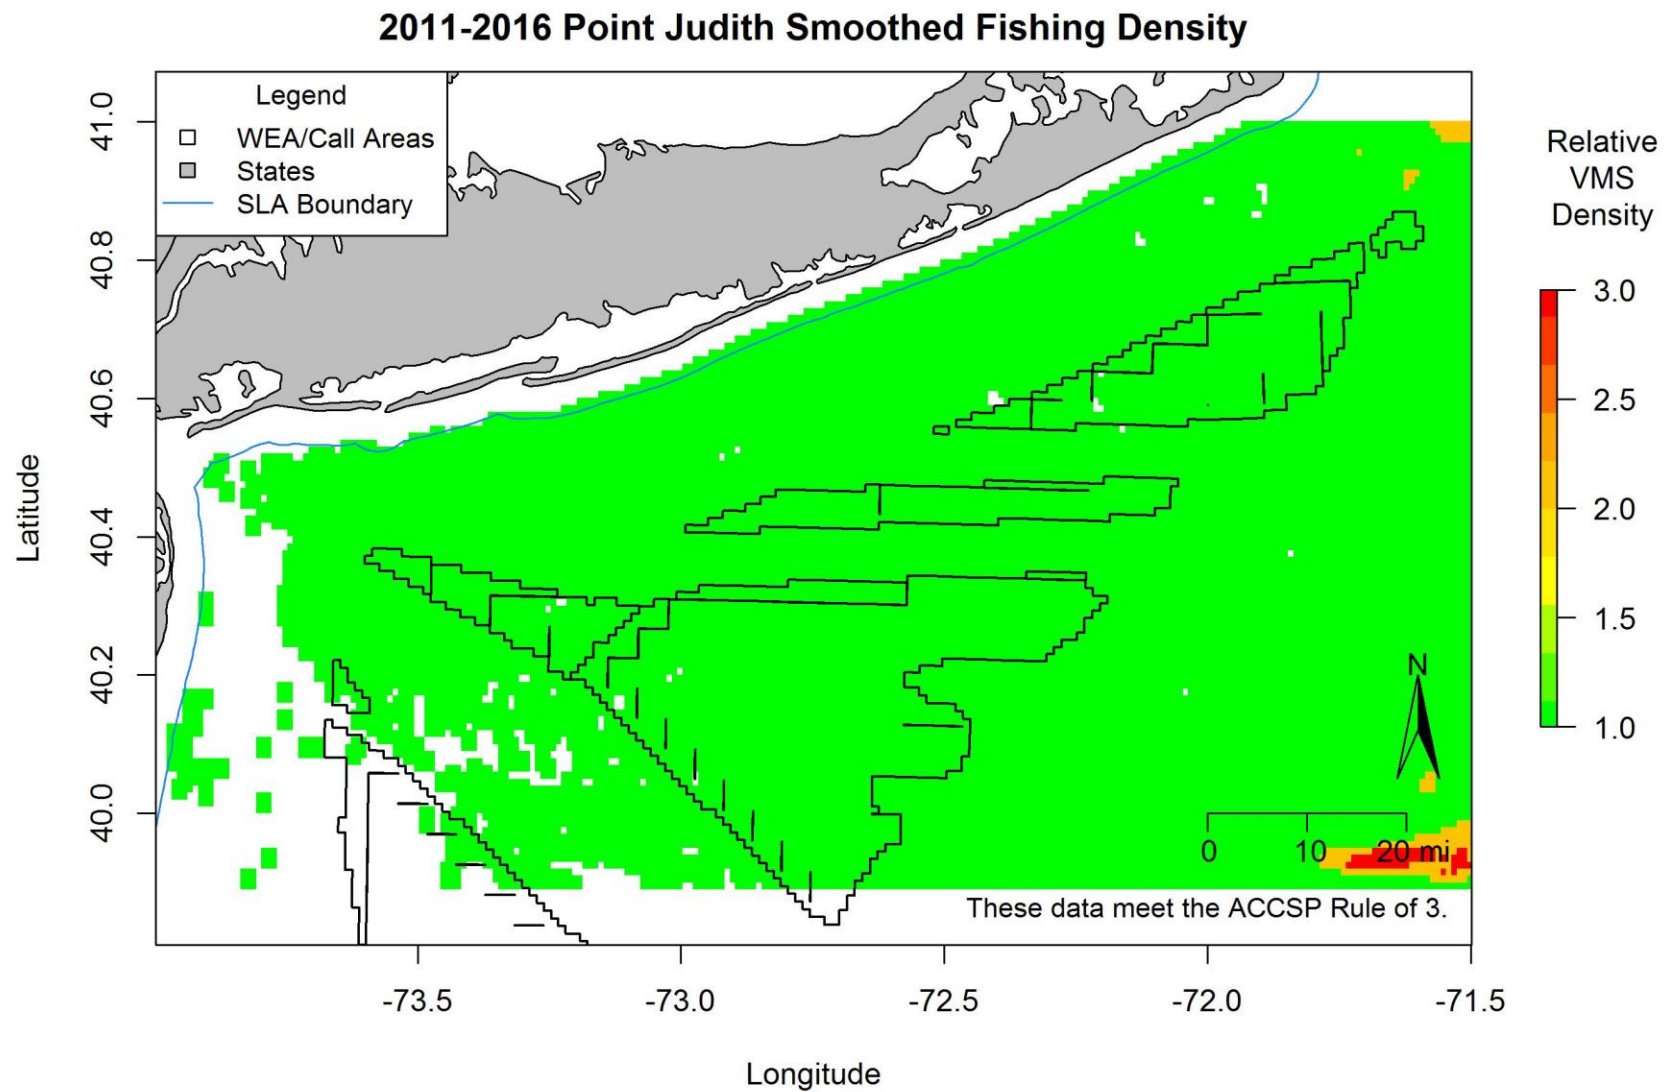 2011-2016 Point Judith Smoothed Fishing Density
Legend
WEA/Call Areas
States
SLA Boundary
Latitude
41.0
40.8
40.6
40.4
40.2
40.0
Relative
VMS
Density
3.0
2.5
2.0
1.5
1.0
N
0 10 20 mi
These data meet the ACCSP Rule of 3.
-73.5 -73.0 -72.5 -72.0 -71.5
Longitude